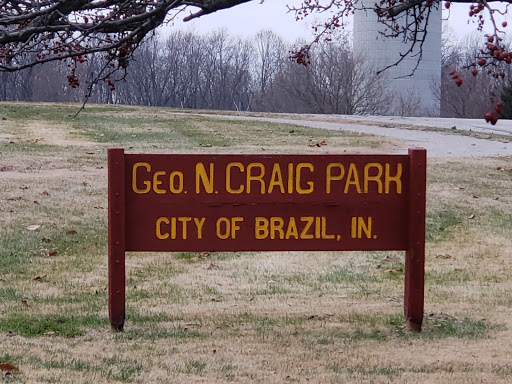 GEO. N. CRAIG PARK
CITY OF BRAZIL, IN.